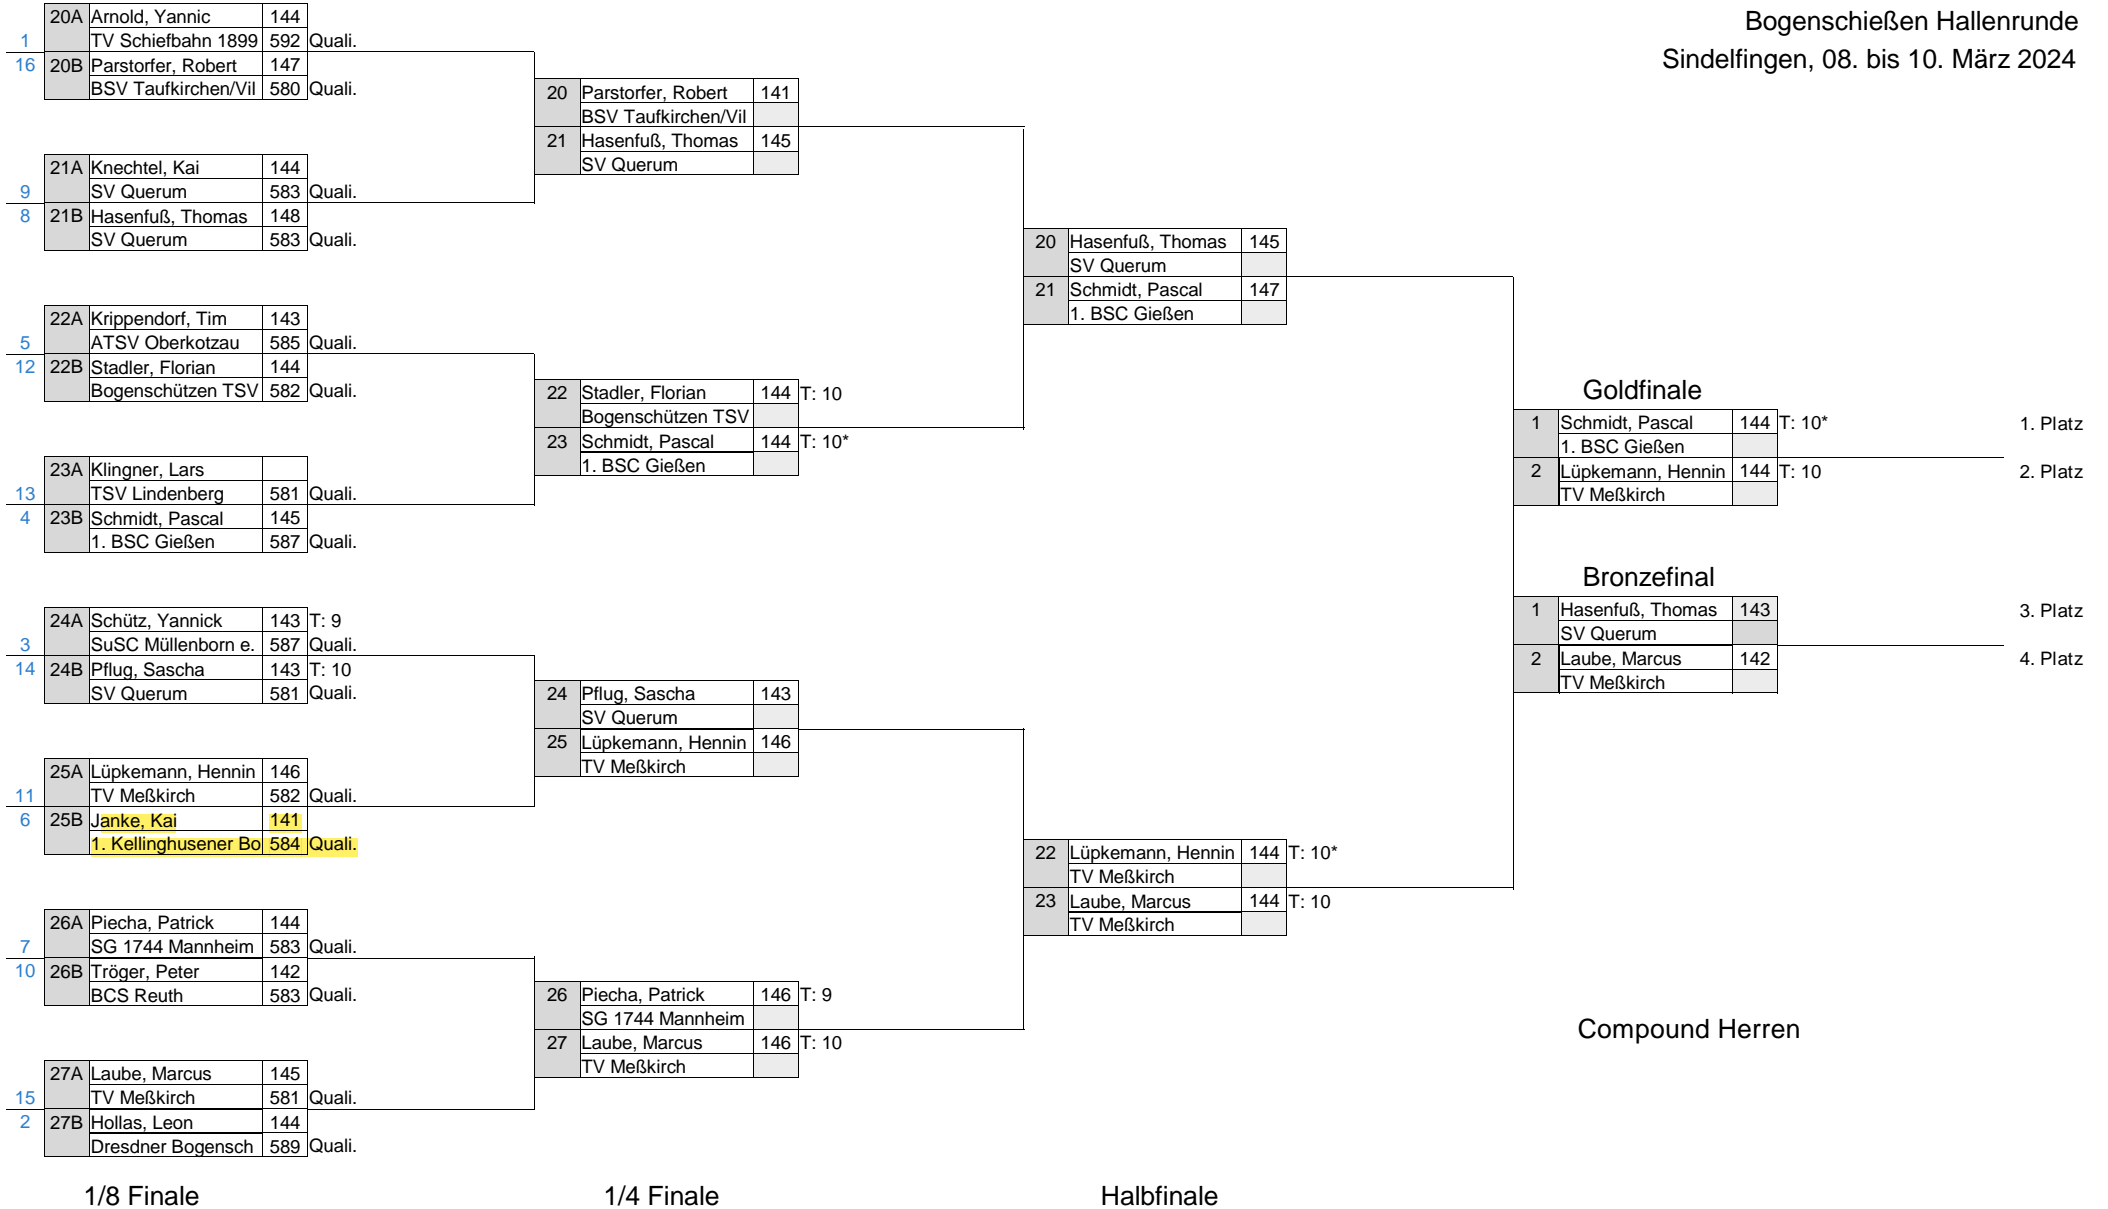 Bogenschießen Hallenrunde
Sindelfingen, 08. bis 10. März 2024
20A Arnold, Yannic 144
1 TV Schiefbahn 1899 592 Quali.
16 20B Parstorfer, Robert 147
BSV Taufkirchen/Vil 580 Quali.
21A Knechtel, Kai 144
9 SV Querum 583 Quali.
8 21B Hasenfuß, Thomas 148
SV Querum 583 Quali.
22A Krippendorf, Tim 143
5 ATSV Oberkotzau 585 Quali.
12 22B Stadler, Florian 144
Bogenschützen TSV 582 Quali.
23A Klingner, Lars
13 TSV Lindenberg 581 Quali.
4 23B Schmidt, Pascal 145
1. BSC Gießen 587 Quali.
24A Schütz, Yannick 143 T: 9
3 SuSC Müllenborn e. 587 Quali.
14 24B Pflug, Sascha 143 T: 10
SV Querum 581 Quali.
25A Lüpkemann, Hennin 146
11 TV Meßkirch 582 Quali.
6 25B Janke, Kai 141
1. Kellinghusener Bo 584 Quali.
26A Piecha, Patrick 144
7 SG 1744 Mannheim 583 Quali.
10 26B Tröger, Peter 142
BCS Reuth 583 Quali.
27A Laube, Marcus 145
15 TV Meßkirch 581 Quali.
2 27B Hollas, Leon 144
Dresdner Bogensch 589 Quali.
1/8 Finale
20 Parstorfer, Robert 141
BSV Taufkirchen/Vil
21 Hasenfuß, Thomas 145
SV Querum
22 Stadler, Florian 144 T: 10
Bogenschützen TSV
23 Schmidt, Pascal 144 T: 10*
1. BSC Gießen
24 Pflug, Sascha 143
SV Querum
25 Lüpkemann, Hennin 146
TV Meßkirch
26 Piecha, Patrick 146 T: 9
SG 1744 Mannheim
27 Laube, Marcus 146 T: 10
TV Meßkirch
1/4 Finale
20 Hasenfuß, Thomas 145
SV Querum
21 Schmidt, Pascal 147
1. BSC Gießen
22 Lüpkemann, Hennin 144 T: 10*
TV Meßkirch
23 Laube, Marcus 144 T: 10
TV Meßkirch
Halbfinale
Goldfinale
1 Schmidt, Pascal 144 T: 10* 1. Platz
1. BSC Gießen
2 Lüpkemann, Hennin 144 T: 10 2. Platz
TV Meßkirch
Bronzefinal
1 Hasenfuß, Thomas 143 3. Platz
SV Querum
2 Laube, Marcus 142 4. Platz
TV Meßkirch
Compound Herren